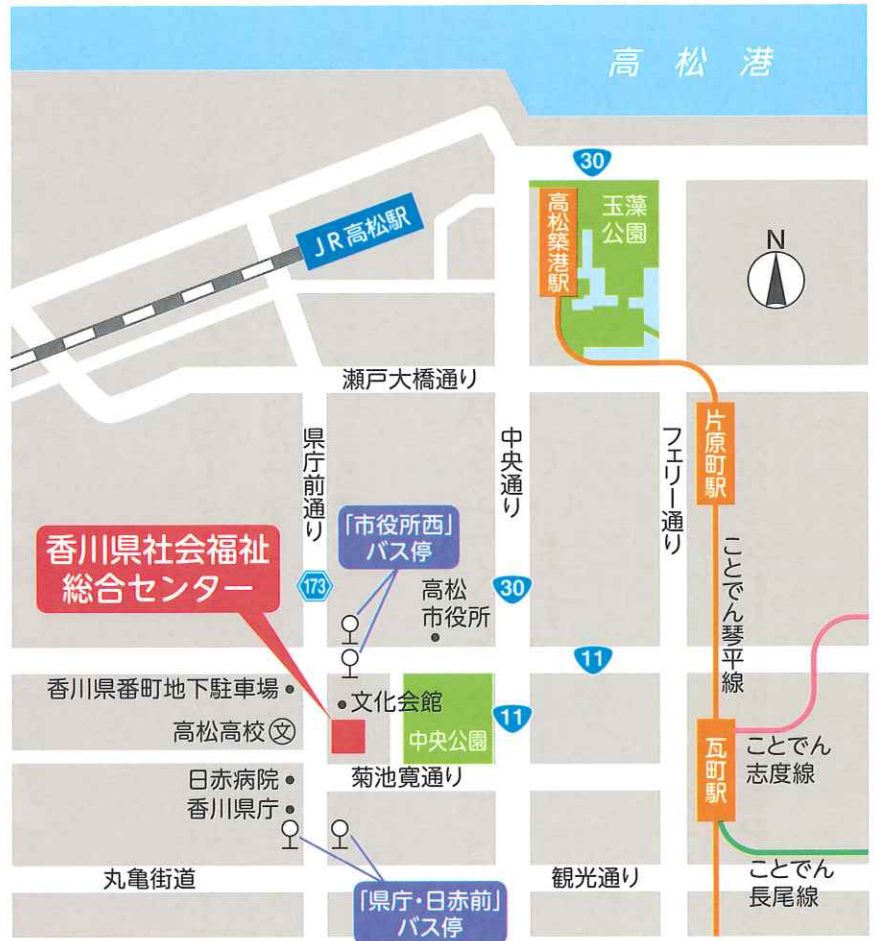 高松港
30
高松築港駅
玉藻
公園
JR高松駅
N
瀬戸大橋通り
県庁前通り
中央通り
フェリー通り
片原町駅
「市役所西」
バス停
香川県社会福祉
総合センター
173
高松
市役所
30
ことでん琴平線
11
香川県番町地下駐車場
文化会館
高松高校
文
中央公園
11
瓦町駅
ことでん
志度線
日赤病院
菊池寛通り
香川県庁
丸亀街道
「県庁・日赤前」
バス停
観光通り
ことでん
長尾線